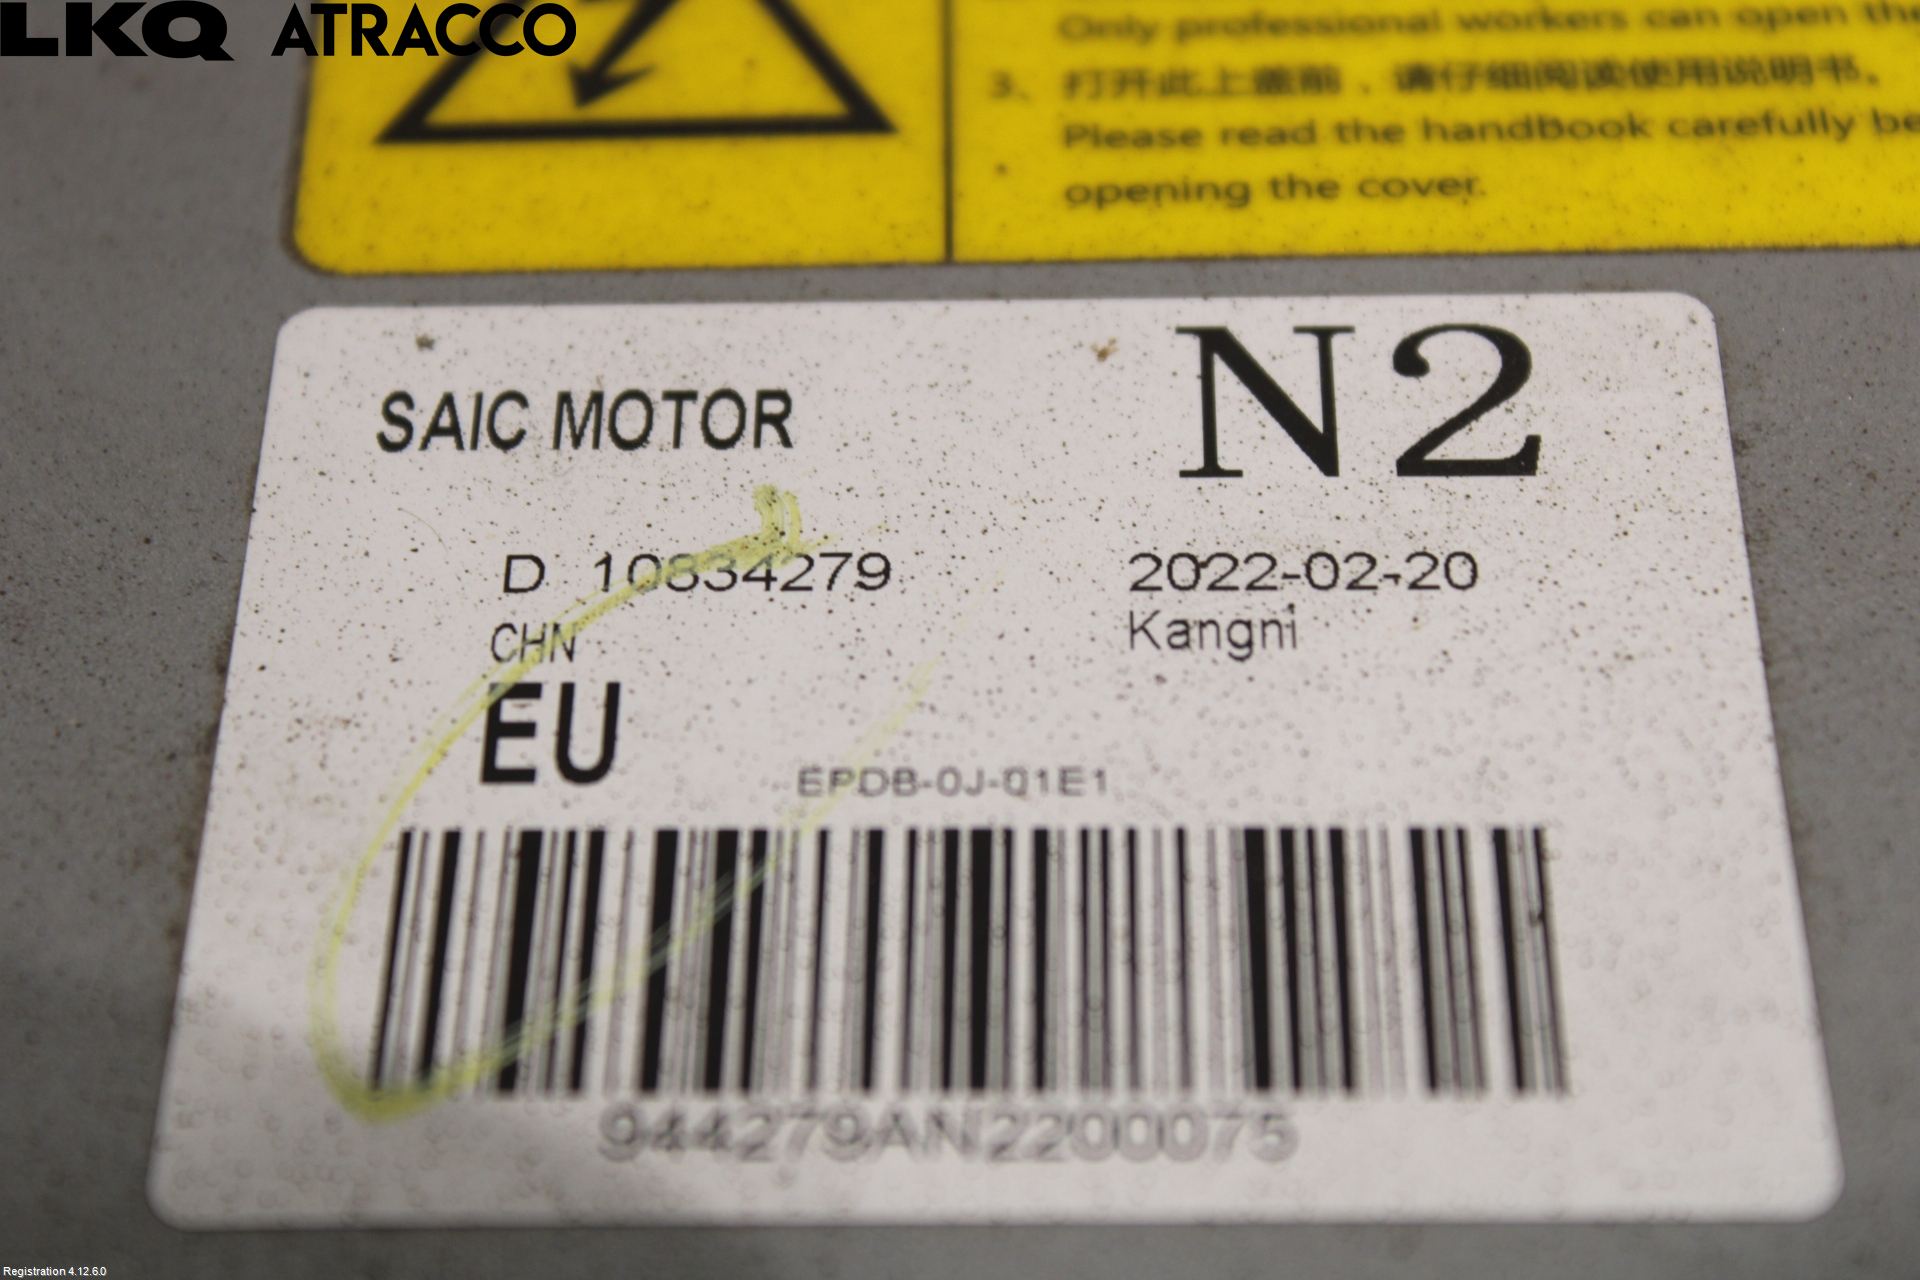 LKQ ATRACCO
Only professional workers can open the
3、打开此上盖前，请仔细阅读使用说明书。
Please read the handbook carefully be
opening the cover.
SAIC MOTOR
N2
D 10834279
2022-02-20
CHN
Kangni
EU
EPDB-0J-01E1
944279AN2200075
Registration 4.12.6.0